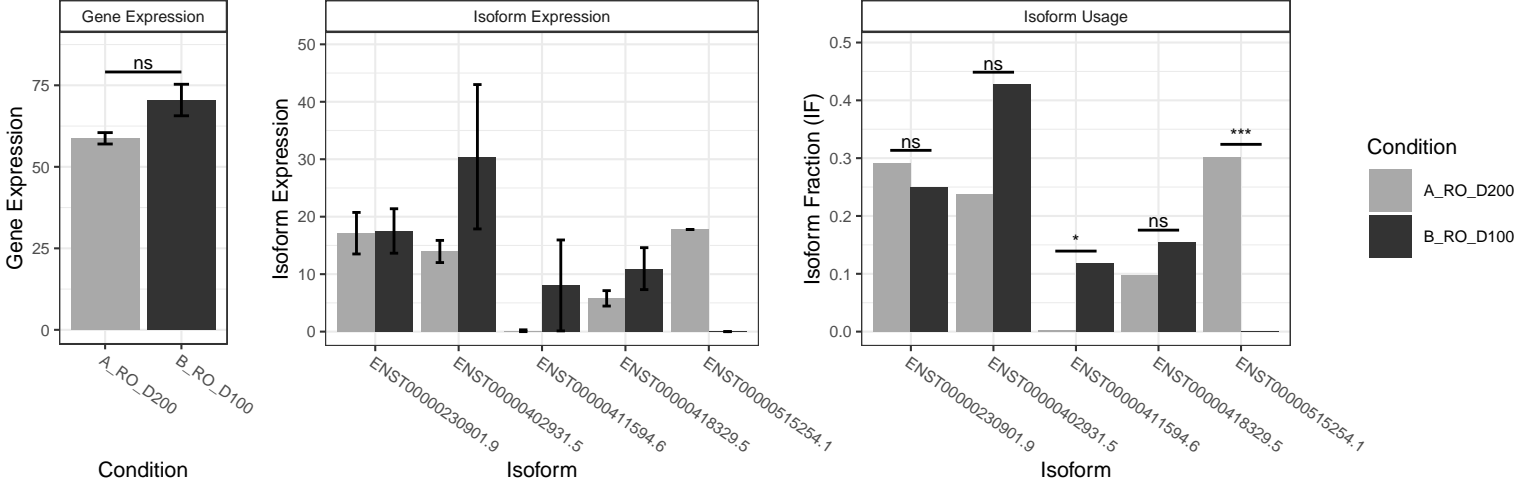 Gene Expression
Isoform Expression
Isoform Usage
Gene Expression
75
50
25
0
ns
A_RO_D200
B_RO_D100
Condition
Isoform Expression
50
40
30
20
10
0
ENST00000230901.9
ENST00000402931.5
ENST00000411594.6
ENST00000418329.5
ENST00000515254.1
Isoform
Isoform Fraction (IF)
0.5
0.4
0.3
0.2
0.1
0.0
ns
ns
*
ns
***
ENST00000230901.9
ENST00000402931.5
ENST00000411594.6
ENST00000418329.5
ENST00000515254.1
Isoform
Condition
A_RO_D200
B_RO_D100